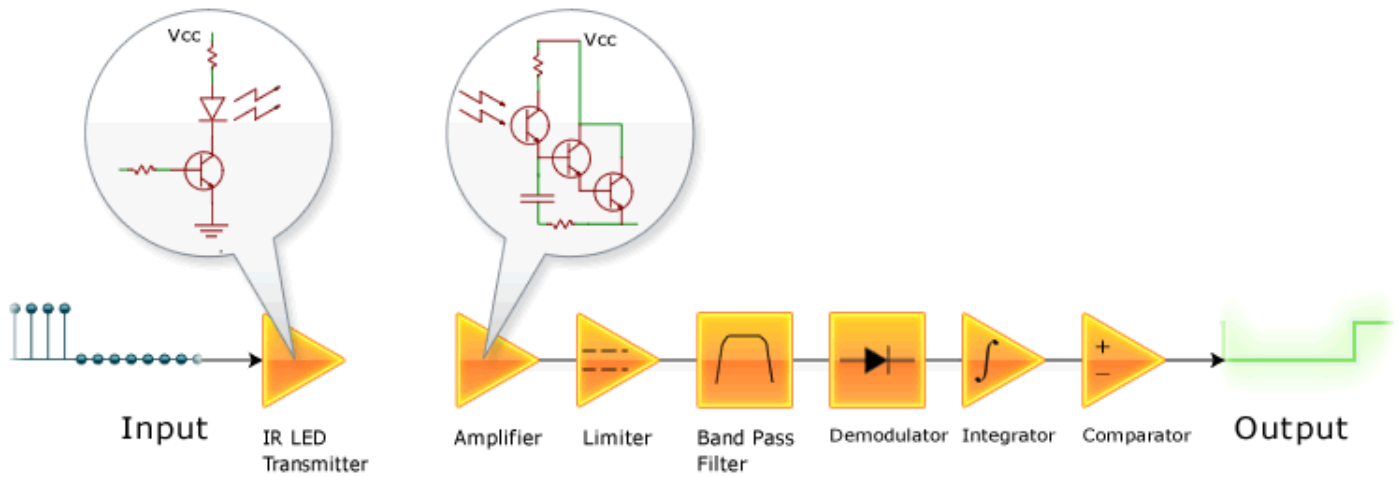 Vcc
Vcc
Input
IR LED
Transmitter
Amplifier
Limiter
Band Pass
Filter
Demodulator
Integrator
+
−
Comparator
Output